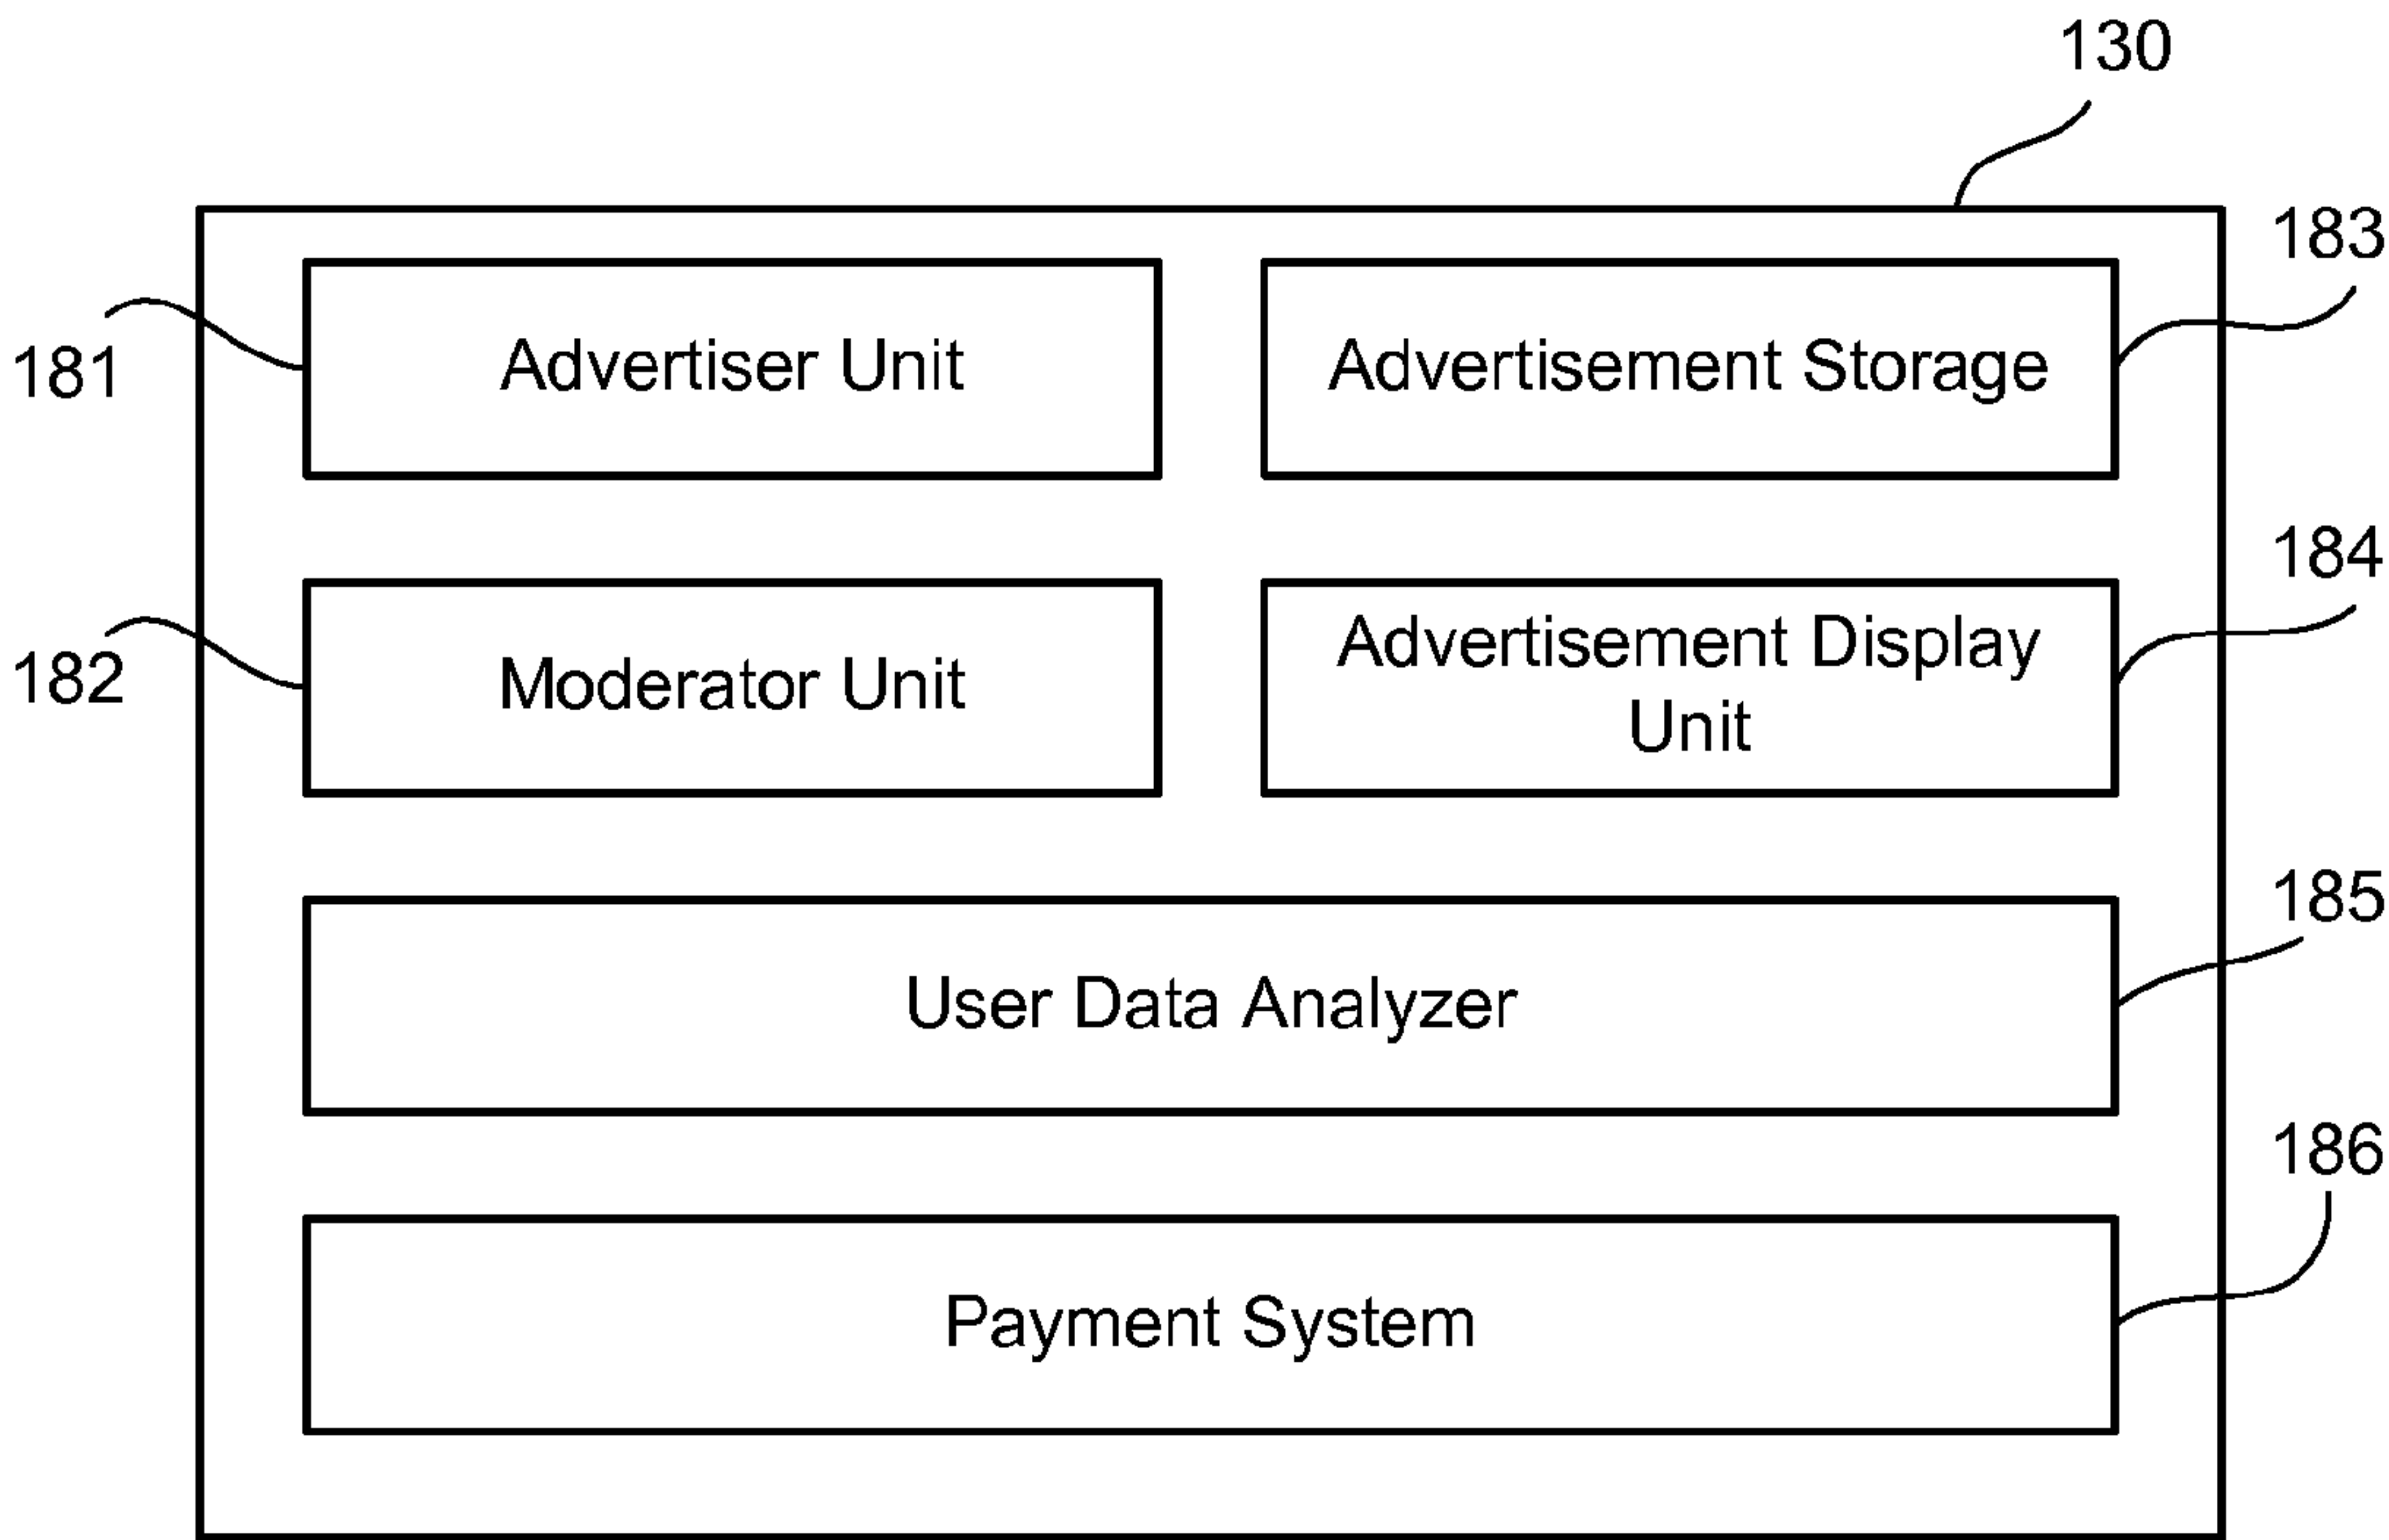 130
183
181
Advertiser Unit
Advertisement Storage
184
182
Moderator Unit
Advertisement Display
Unit
185
User Data Analyzer
186
Payment System